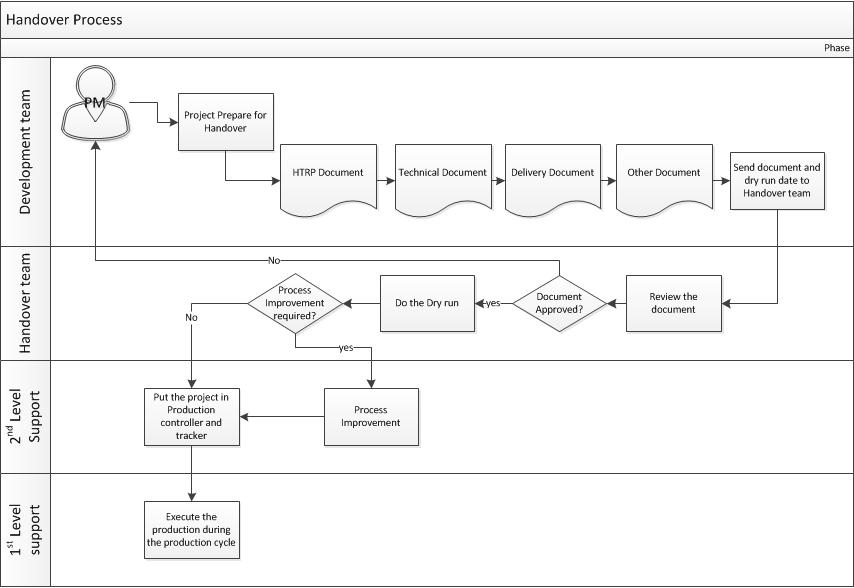 Handover Process
Phase
Development team
PM
Project Prepare for
Handover
HTRP Document
Technical Document
Delivery Document
Other Document
Send document and
dry run date to
Handover team
Handover team
No
Process
Improvement
required?
Do the Dry run
yes
Document
Approved?
Review the
document
No
yes
2nd Level
Support
Put the project in
Production
controller and
tracker
Process
Improvement
1st Level
support
Execute the
production during
the production cycle